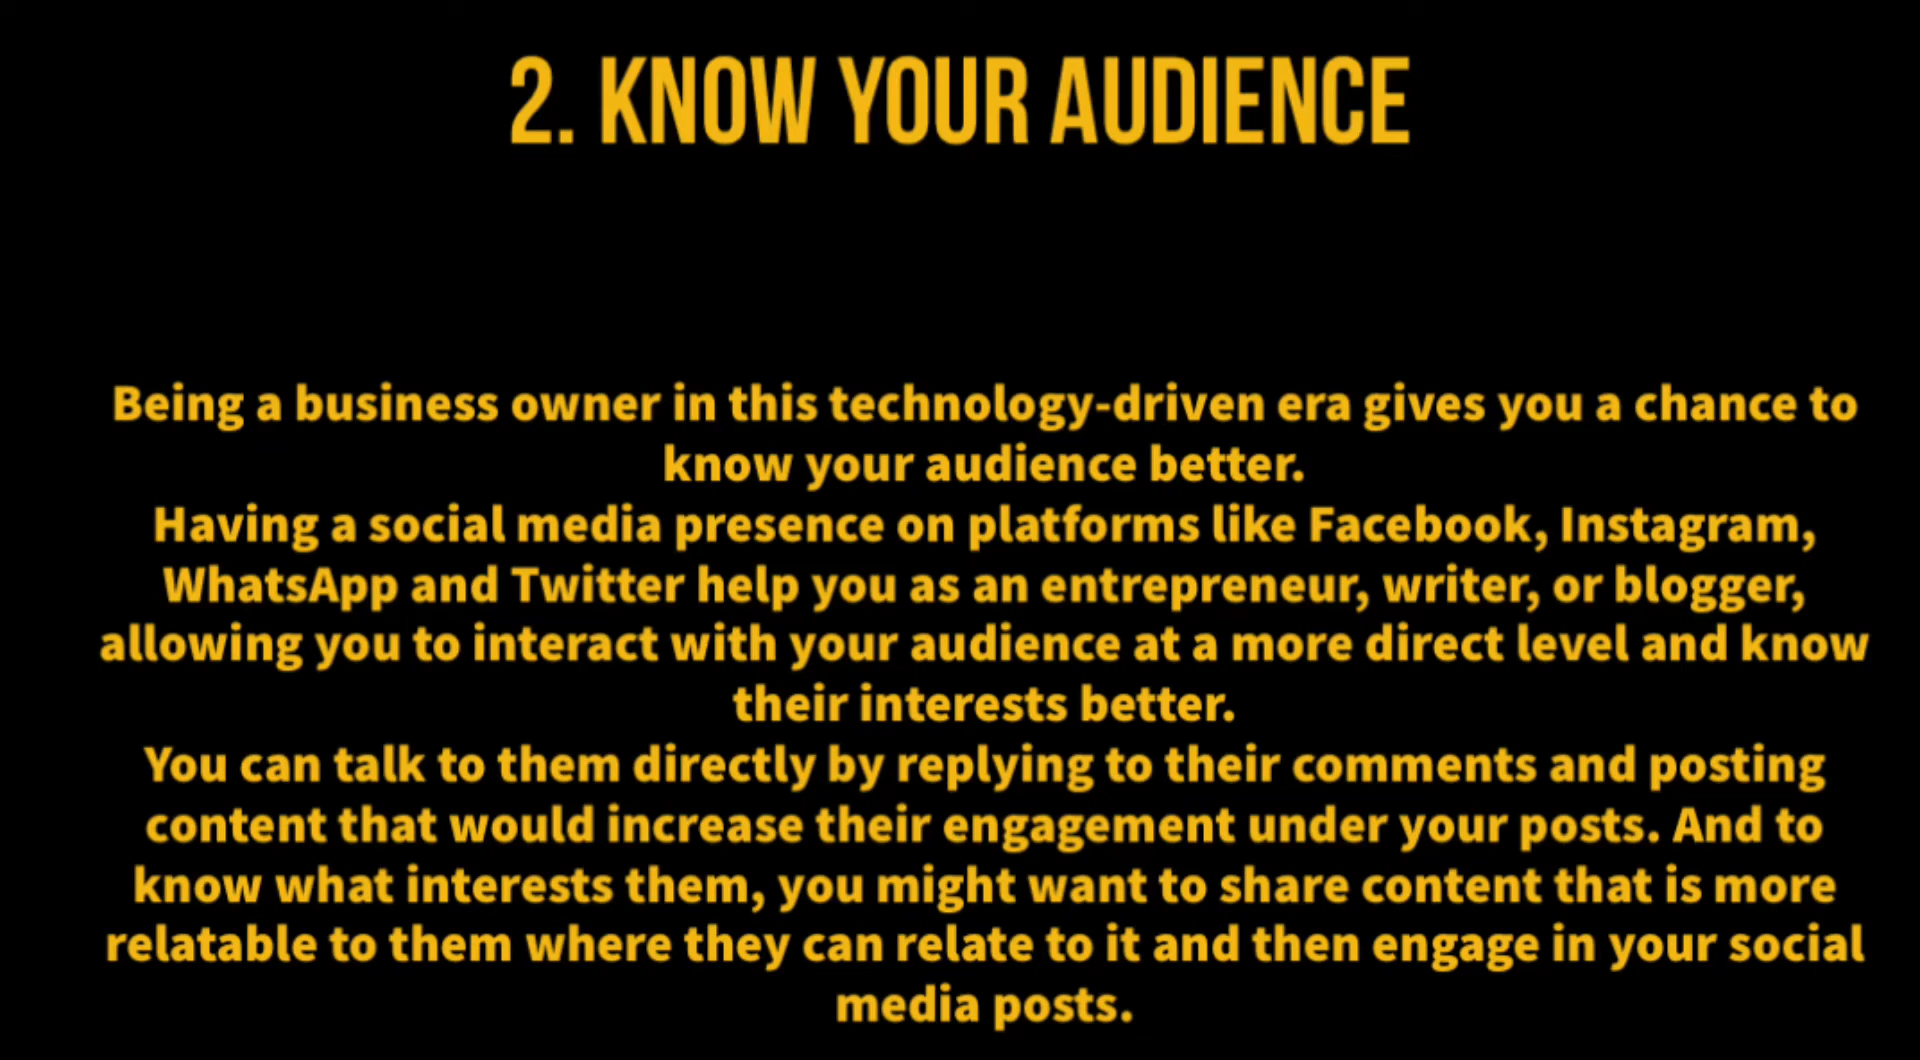 2. KNOW YOUR AUDIENCE
Being a business owner in this technology-driven era gives you a chance to
know your audience better.
Having a social media presence on platforms like Facebook, Instagram,
WhatsApp and Twitter help you as an entrepreneur, writer, or blogger,
allowing you to interact with your audience at a more direct level and know
their interests better.
You can talk to them directly by replying to their comments and posting
content that would increase their engagement under your posts. And to
know what interests them, you might want to share content that is more
relatable to them where they can relate to it and then engage in your social
media posts.